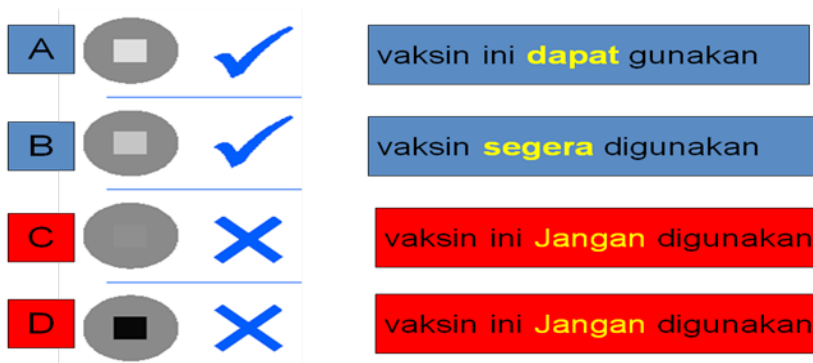 A
vaksin ini dapat gunakan
B
vaksin segera digunakan
C
vaksin ini Jangan digunakan
D
vaksin ini Jangan digunakan